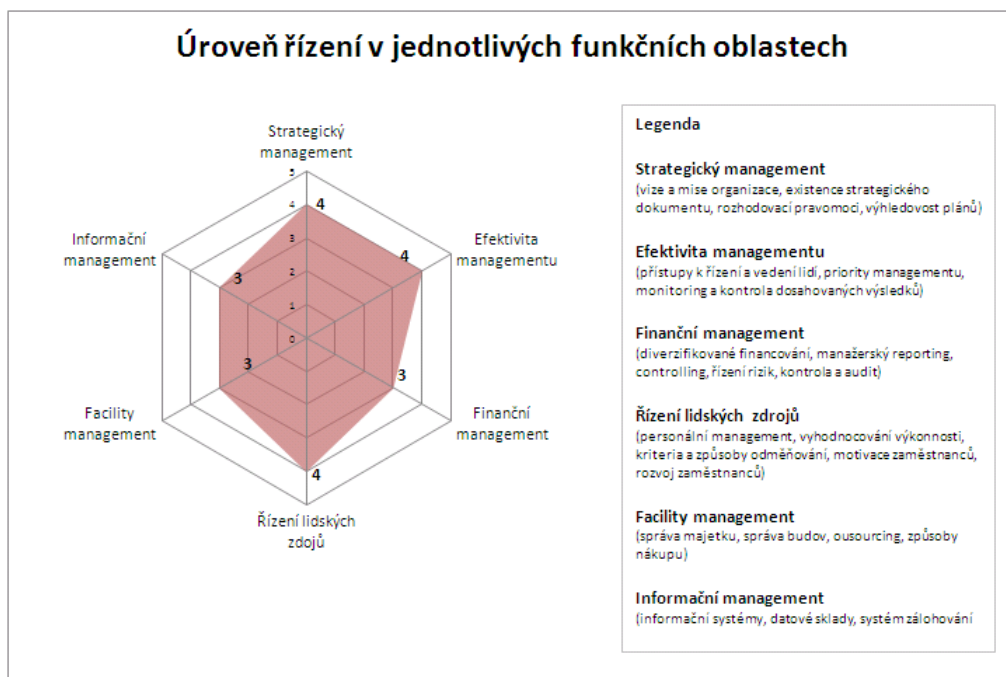 Úroveň řízení v jednotlivých funkčních oblastech
Strategický
management
5
4
4
3
2
1
0
Efektivita
managementu
4
Finanční
management
3
Řízení lidských
zdojů
4
Facility
management
3
Informační
management
3
Legenda
Strategický management
(vize a mise organizace, existence strategického
dokumentu, rozhodovací pravomoci, výhledovost plánů)
Efektivita managementu
(přístupy k řízení a vedení lidí, priority managementu,
monitoring a kontrola dosahovaných výsledků)
Finanční management
(diverzifikované financování, manažerský reporting,
controlling, řízení rizik, kontrola a audit)
Řízení lidských zdrojů
(personální management, vyhodnocování výkonnosti,
kriteria a způsoby odměňování, motivace zaměstnanců,
rozvoj zaměstnanců)
Facility management
(správa majetku, správa budov, ousourcing, způsoby
nákupu)
Informační management
(informační systémy, datové sklady, systém zálohování